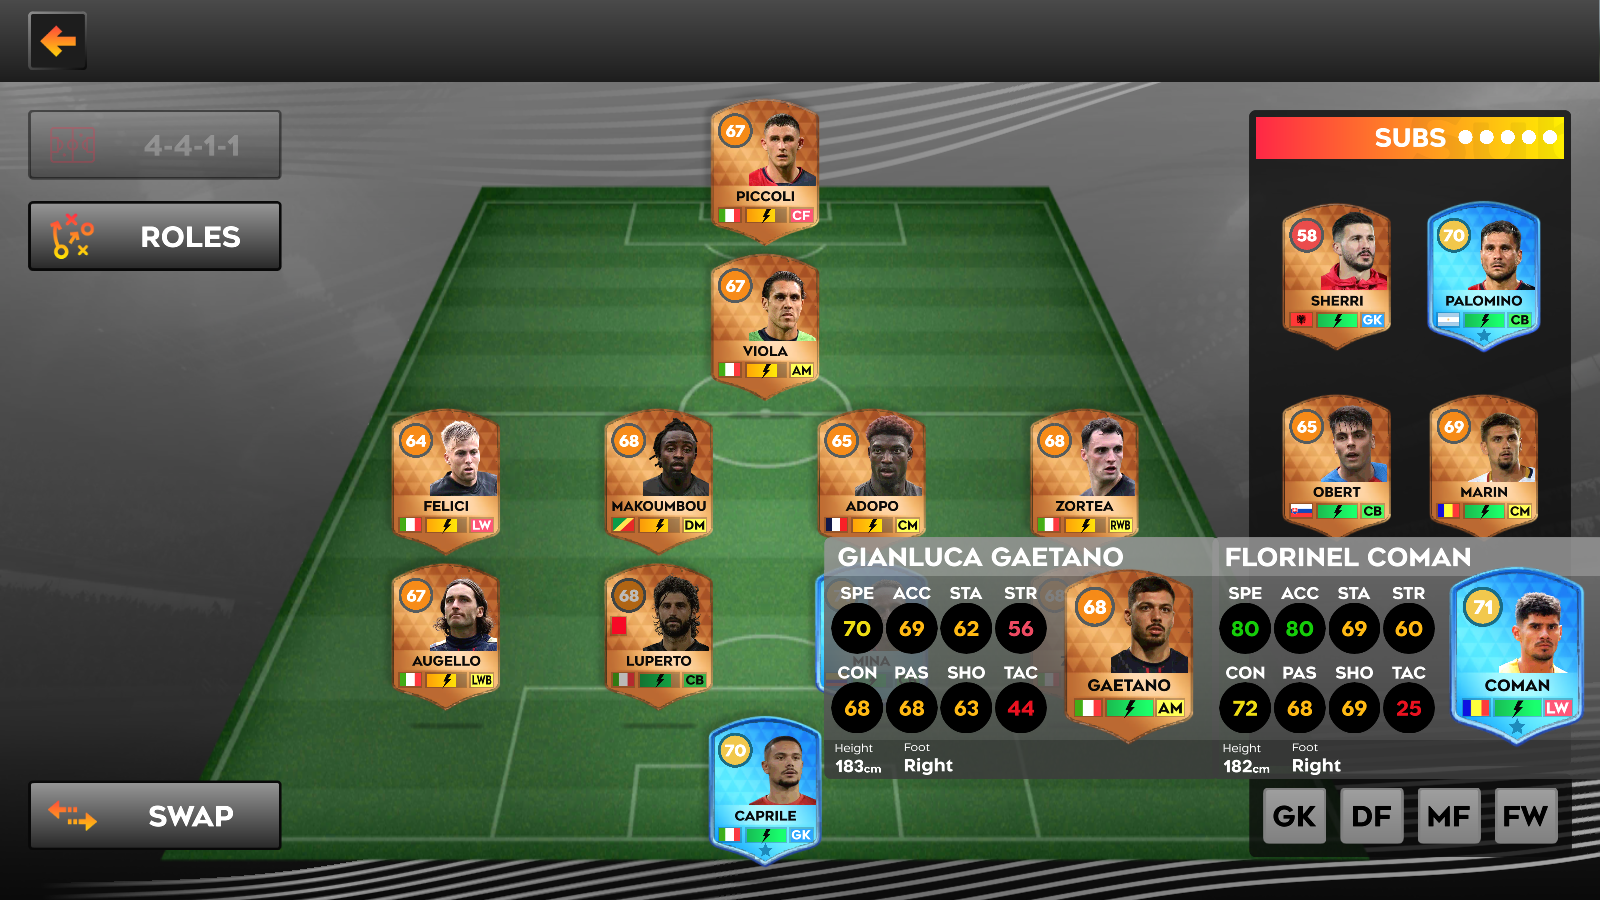 4-4-1-1
ROLES
SWAP
67
PICCOLI
CF
67
VIOLA
AM
64
FELICI
LW
68
MAKOUMBOU
DM
65
ADOPO
CM
68
ZORTEA
RWB
67
AUGELLO
LWB
68
LUPERTO
CB
MINA
68
70
CAPRILE
GK
SUBS
58
SHERRI
GK
70
PALOMINO
CB
65
OBERT
CB
69
MARIN
CM
GIANLUCA GAETANO
SPE ACC STA STR
70 69 62 56
CON PAS SHO TAC
68 68 63 44
Height Foot
183cm Right
68
GAETANO
AM
FLORINEL COMAN
SPE ACC STA STR
80 80 69 60
CON PAS SHO TAC
72 68 69 25
Height Foot
182cm Right
71
COMAN
LW
GK DF MF FW